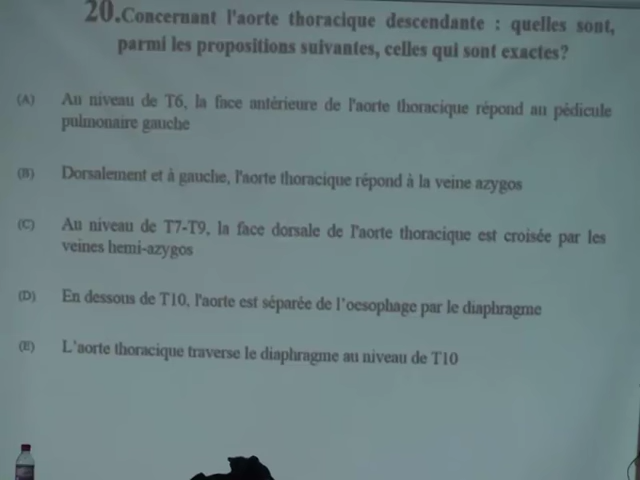 20.Concernant l'aorte thoracique descendante : quelles sont,
parmi les propositions suivantes, celles qui sont exactes?
(A) Au niveau de T6, la face antérieure de l'aorte thoracique répond au pédicule
pulmonaire gauche
(B) Dorsalement et à gauche, l'aorte thoracique répond à la veine azygos
(C) Au niveau de T7-T9, la face dorsale de l'aorte thoracique est croisée par les
veines hemi-azygos
(D) En dessous de T10, l'aorte est séparée de l'oesophage par le diaphragme
(E) L'aorte thoracique traverse le diaphragme au niveau de T10